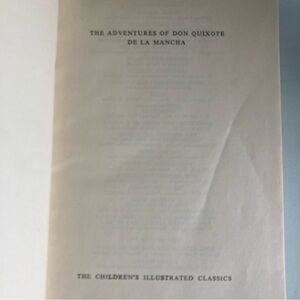 THE ADVENTURES OF DON QUIXOTE
DE LA MANCHA
THE CHILDREN'S ILLUSTRATED CLASSICS